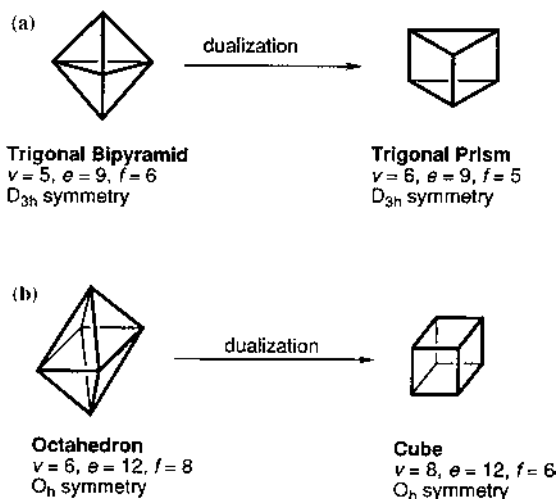 (a)
dualization
Trigonal Bipyramid
v = 5, e = 9, f = 6
D3h symmetry
Trigonal Prism
v = 6, e = 9, f = 5
D3h symmetry
(b)
dualization
Octahedron
v = 6, e = 12, f = 8
Oh symmetry
Cube
v = 8, e = 12, f = 6
Oh symmetry